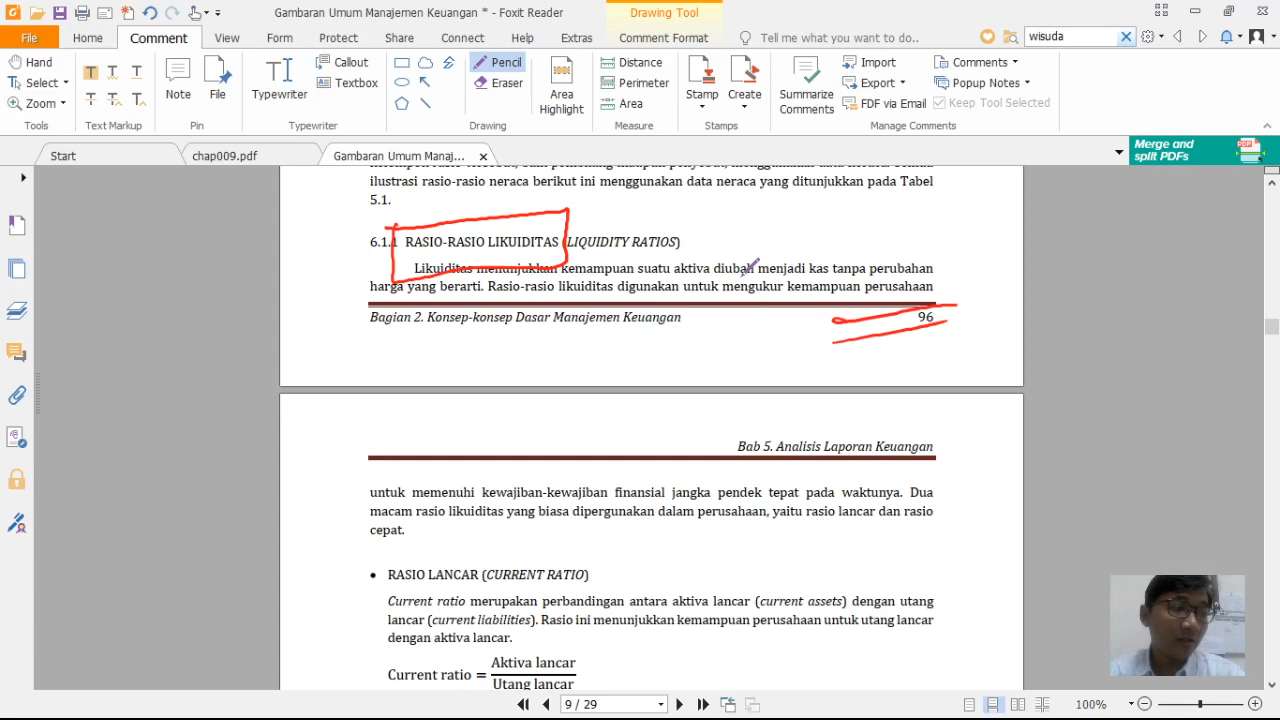 Gambaran Umum Manajemen Keuangan * - Foxit Reader
Drawing Tool
File Home Comment View Form Protect Share Connect Help Extras Comment Format Tell me what you want to do... wisuda
Hand
Select
Zoom
Tools
Text Markup
Note
File
Pin
Typewriter
Callout
Textbox
Typewriter
Pencil
Eraser
Drawing
Area Highlight
Distance
Perimeter
Area
Measure
Stamp
Create
Stamps
Summarize Comments
Import
Export
FDF via Email
Comments
Popup Notes
Keep Tool Selected
Manage Comments
Start
chap009.pdf
Gambaran Umum Manaj...
Merge and
split PDFs
ilustrasi rasio-rasio neraca berikut ini menggunakan data neraca yang ditunjukkan pada Tabel
5.1.
6.1.1 RASIO-RASIO LIKUIDITAS (LIQUIDITY RATIOS)
Likuiditas menunjukkan kemampuan suatu aktiva diubah menjadi kas tanpa perubahan
harga yang berarti. Rasio-rasio likuiditas digunakan untuk mengukur kemampuan perusahaan
Bagian 2. Konsep-konsep Dasar Manajemen Keuangan 96
Bab 5. Analisis Laporan Keuangan
untuk memenuhi kewajiban-kewajiban finansial jangka pendek tepat pada waktunya. Dua
macam rasio likuiditas yang biasa dipergunakan dalam perusahaan, yaitu rasio lancar dan rasio
cepat.
• RASIO LANCAR (CURRENT RATIO)
Current ratio merupakan perbandingan antara aktiva lancar (current assets) dengan utang
lancar (current liabilities). Rasio ini menunjukkan kemampuan perusahaan untuk utang lancar
dengan aktiva lancar.
Current ratio = Aktiva lancar
Utang lancar
9 / 29
100%